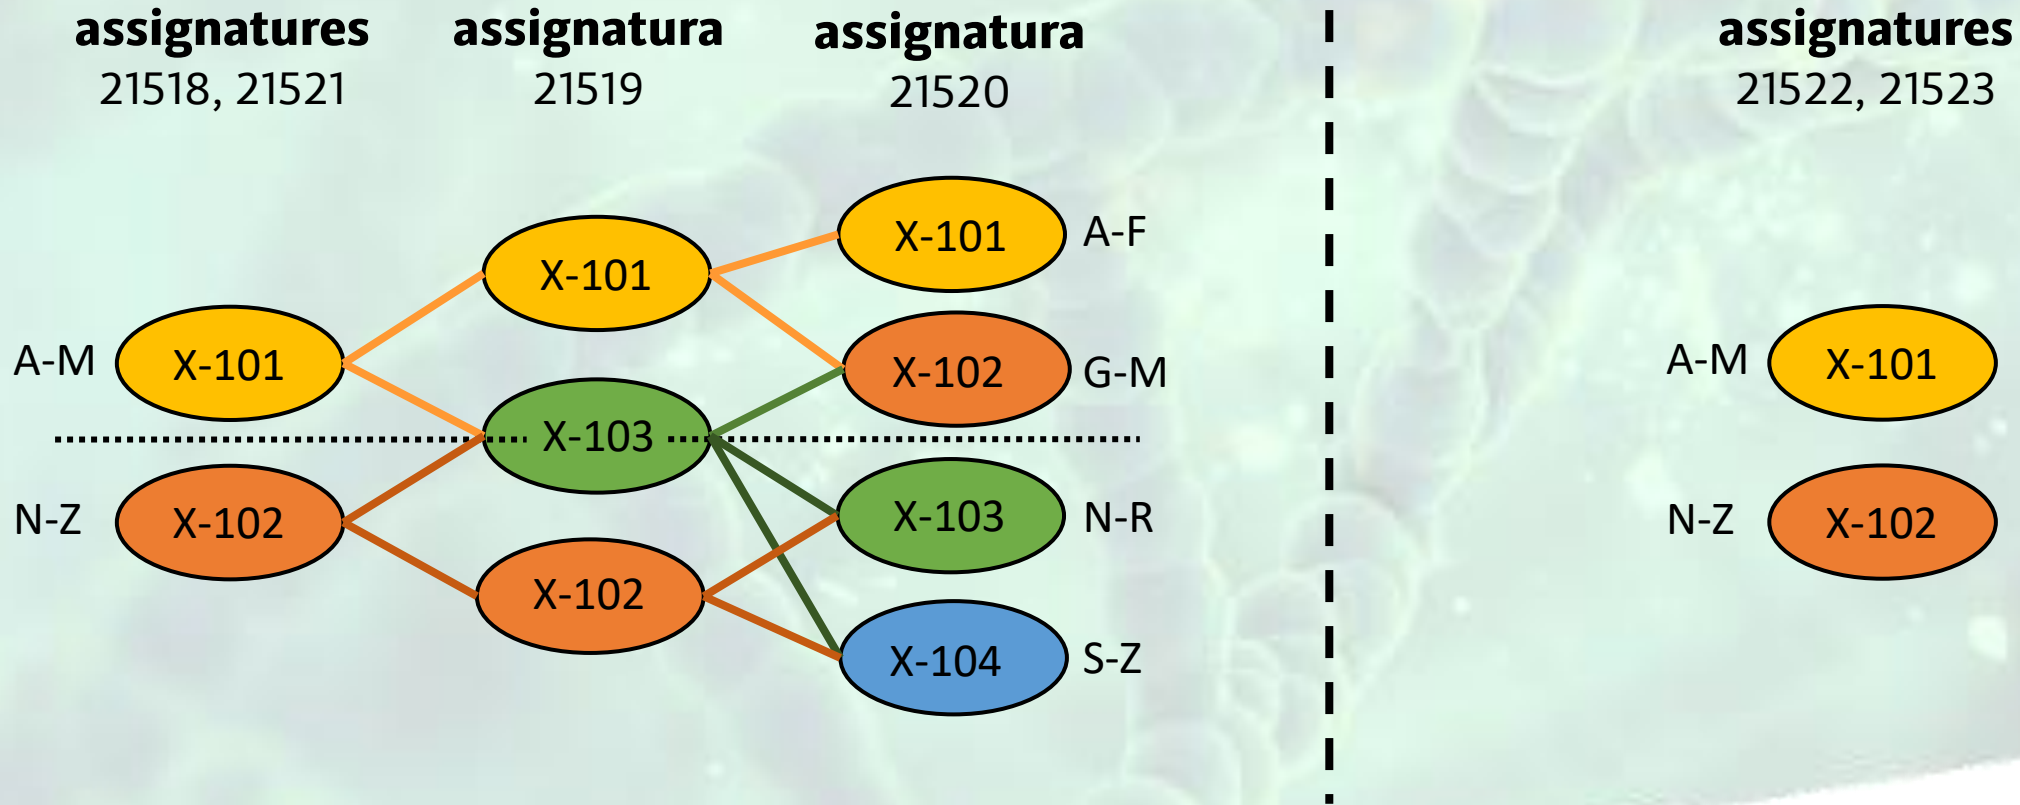 assignatures
21518, 21521
assignatura
21519
assignatura
21520
assignatures
21522, 21523
A-M
X-101
N-Z
X-102
X-101
X-103
X-102
X-101
A-F
X-102
G-M
X-103
N-R
X-104
S-Z
A-M
X-101
N-Z
X-102